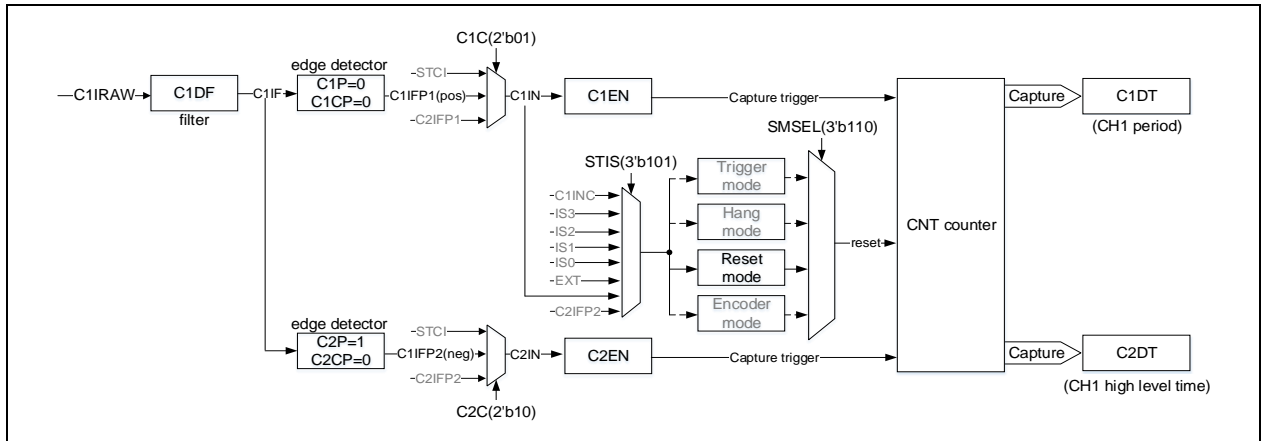 C1C(2'b01)
edge detector
C1IRAW
C1DF
filter
C1IF
C1P=0
C1CP=0
STCI
C1IFP1(pos)
C2IFP1
C1IN
C1EN
Capture trigger
Capture
C1DT
(CH1 period)
SMSEL(3'b110)
STIS(3'b101)
C1INC
IS3
IS2
IS1
IS0
EXT
C2IFP2
Trigger
mode
Hang
mode
Reset
mode
Encoder
mode
reset
CNT counter
edge detector
C2P=1
C2CP=0
STCI
C1IFP2(neg)
C2IFP2
C2IN
C2EN
Capture trigger
Capture
C2DT
(CH1 high level time)
C2C(2'b10)